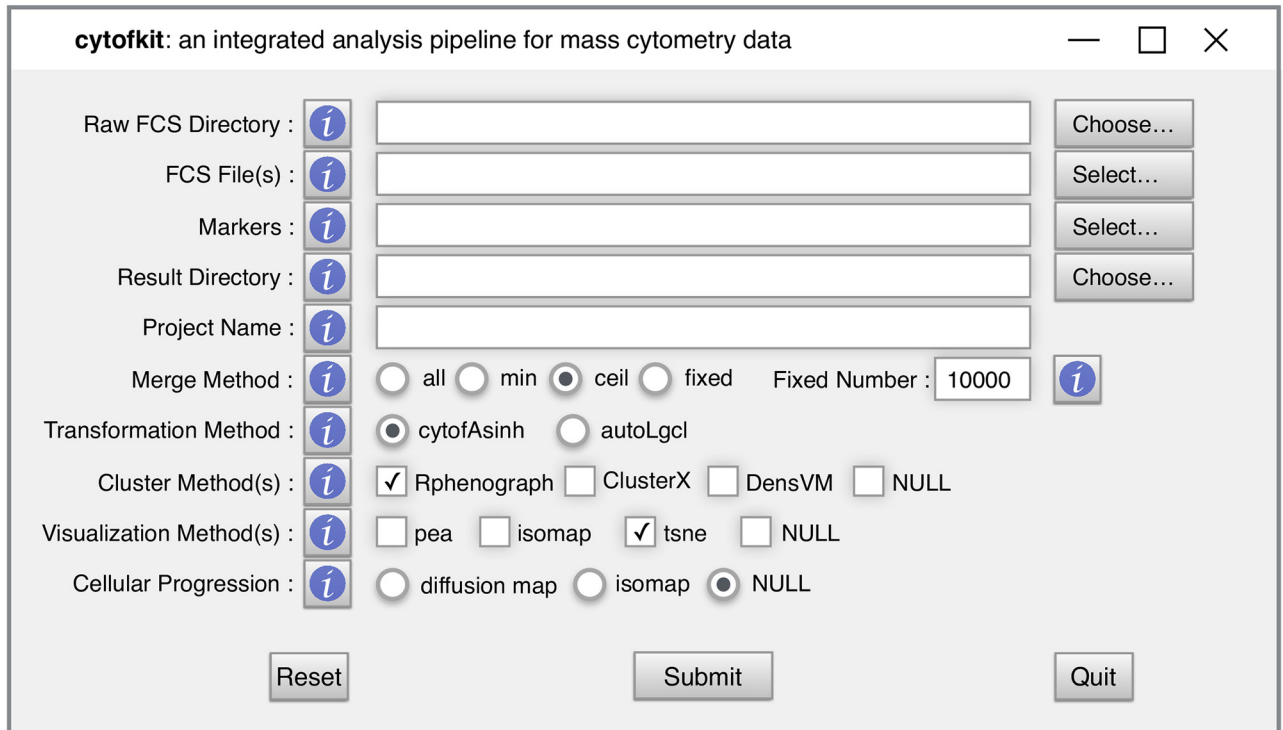 cytofkit: an integrated analysis pipeline for mass cytometry data
Raw FCS Directory : i Choose...
FCS File(s) : i Select...
Markers : i Select...
Result Directory : i Choose...
Project Name : i
Merge Method : i all min ceil fixed Fixed Number : 10000 i
Transformation Method : i cytofAsinh autoLgcl
Cluster Method(s) : i Rphenograph ClusterX DensVM NULL
Visualization Method(s) : i pea isomap tsne NULL
Cellular Progression : i diffusion map isomap NULL
Reset Submit Quit